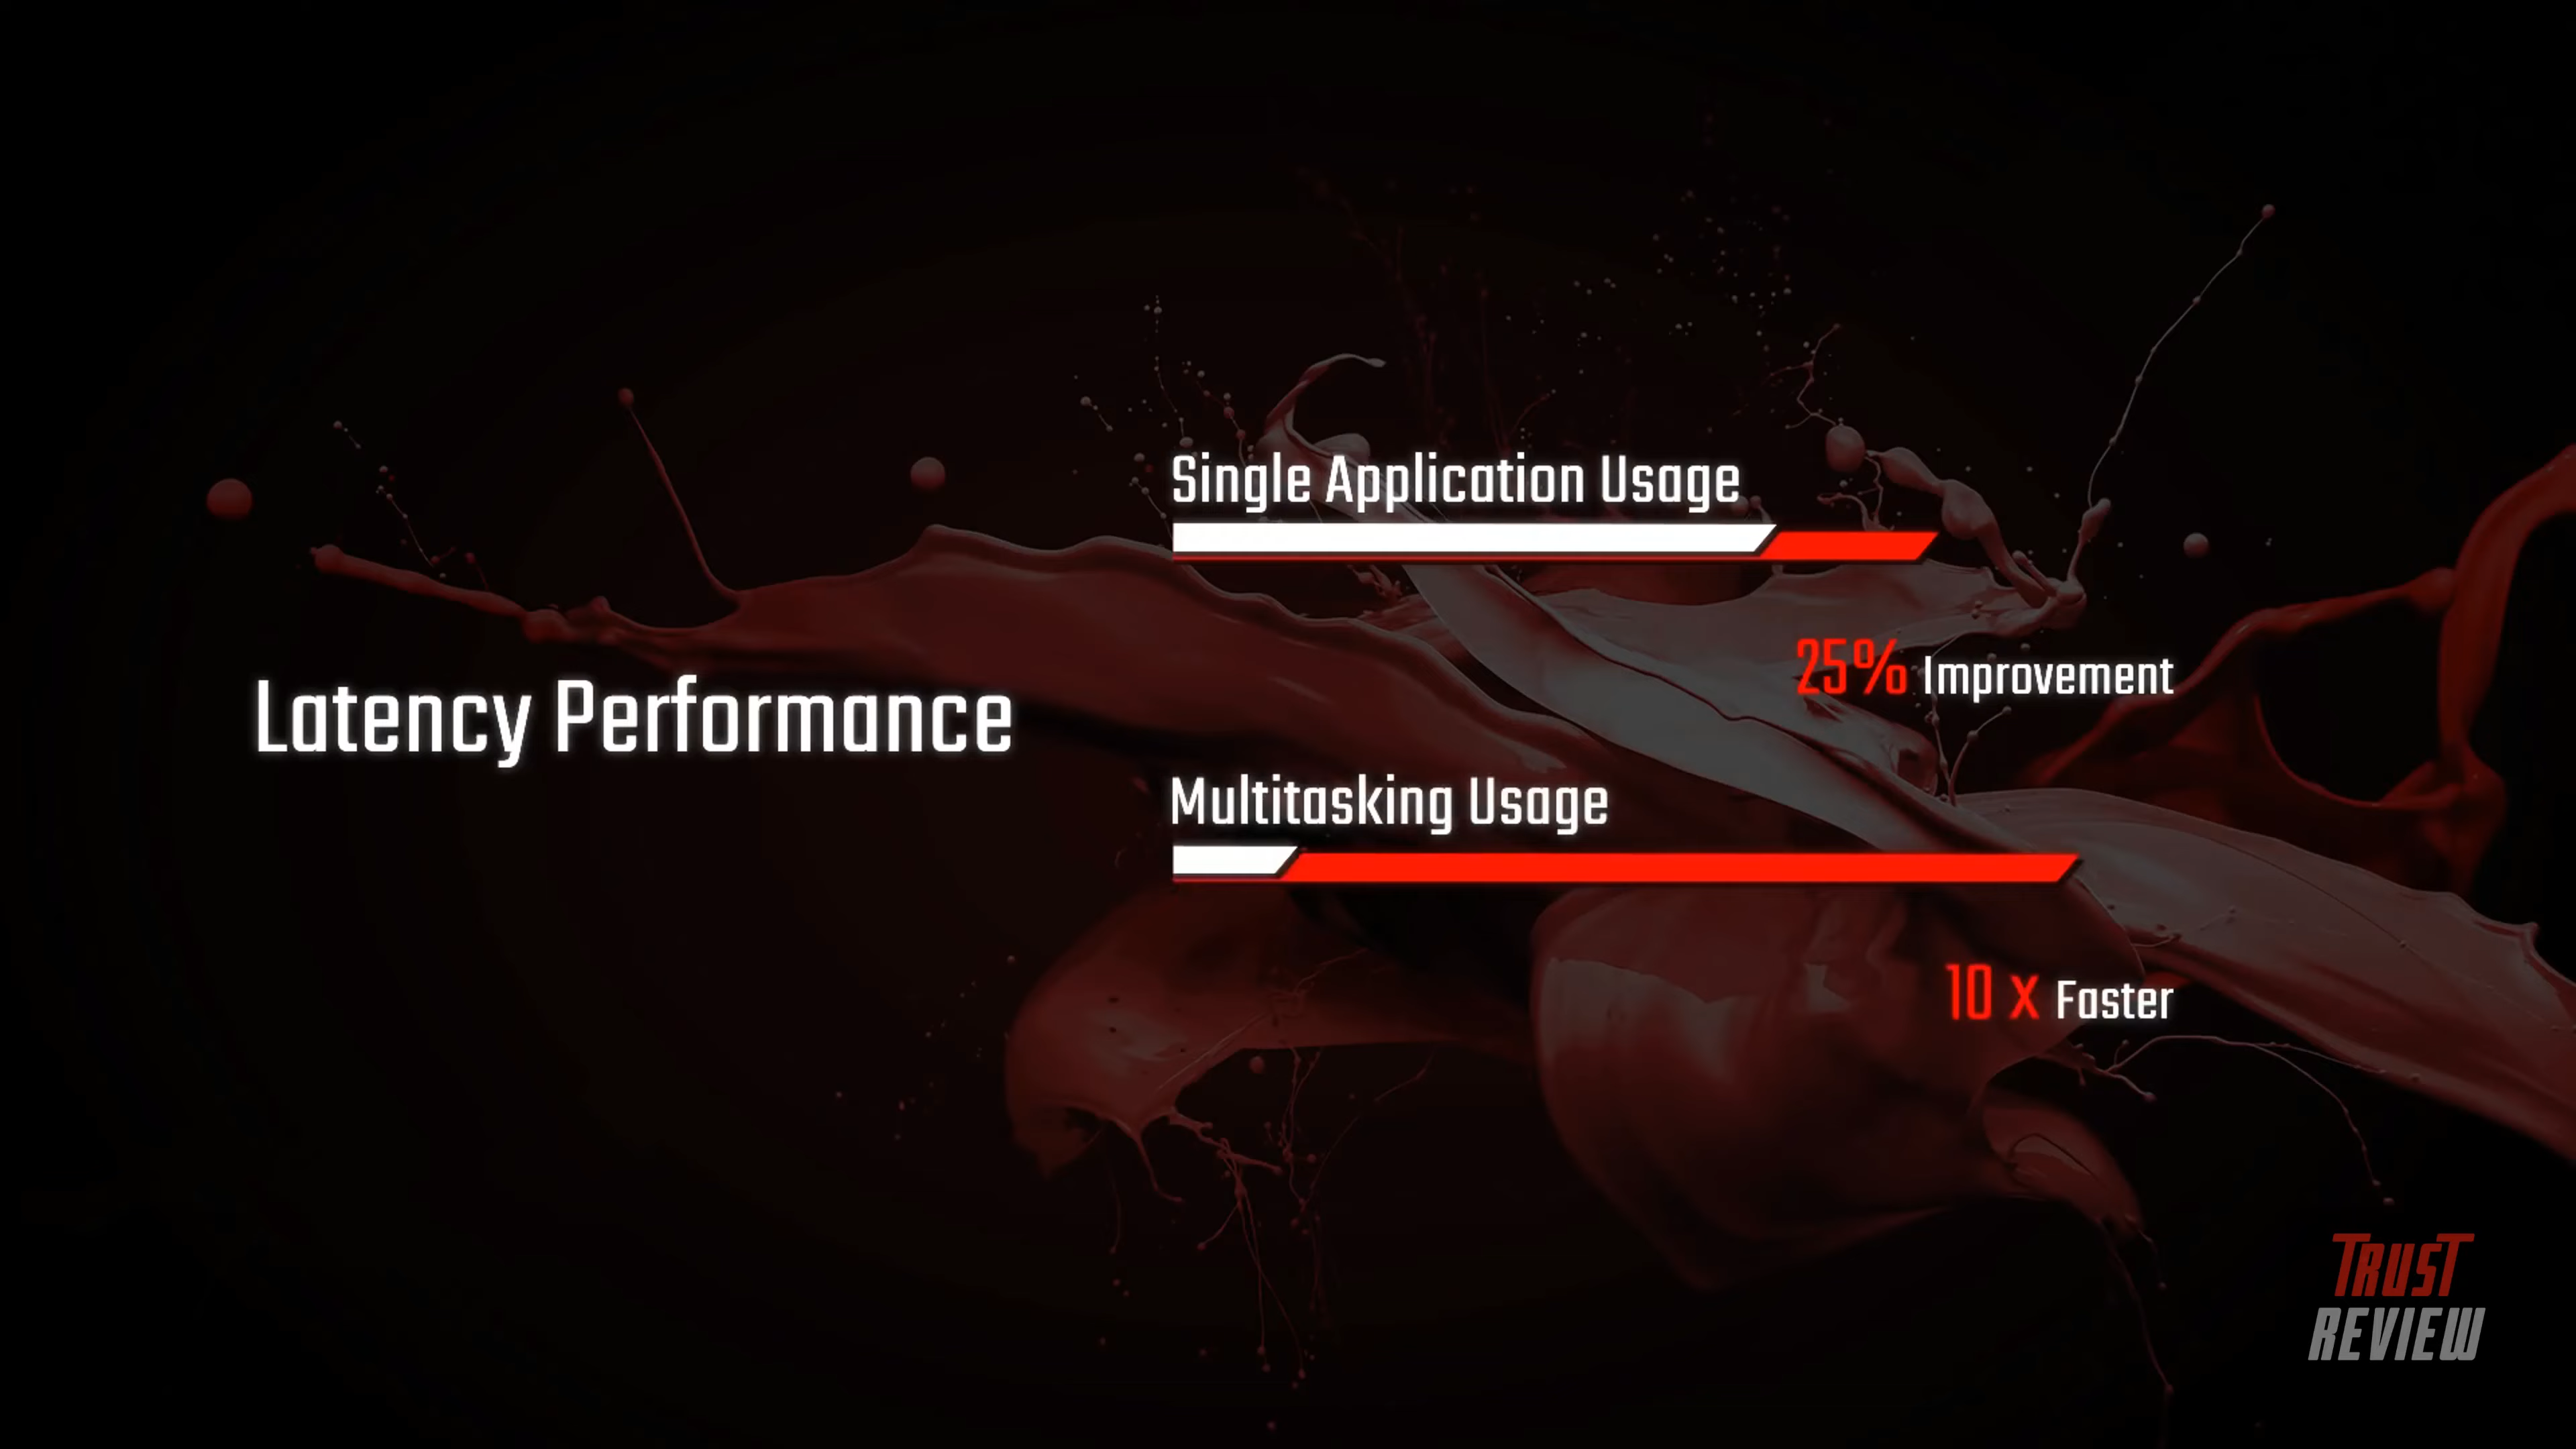 Latency Performance
Single Application Usage
25% Improvement
Multitasking Usage
10 x Faster
TRUST
REVIEW